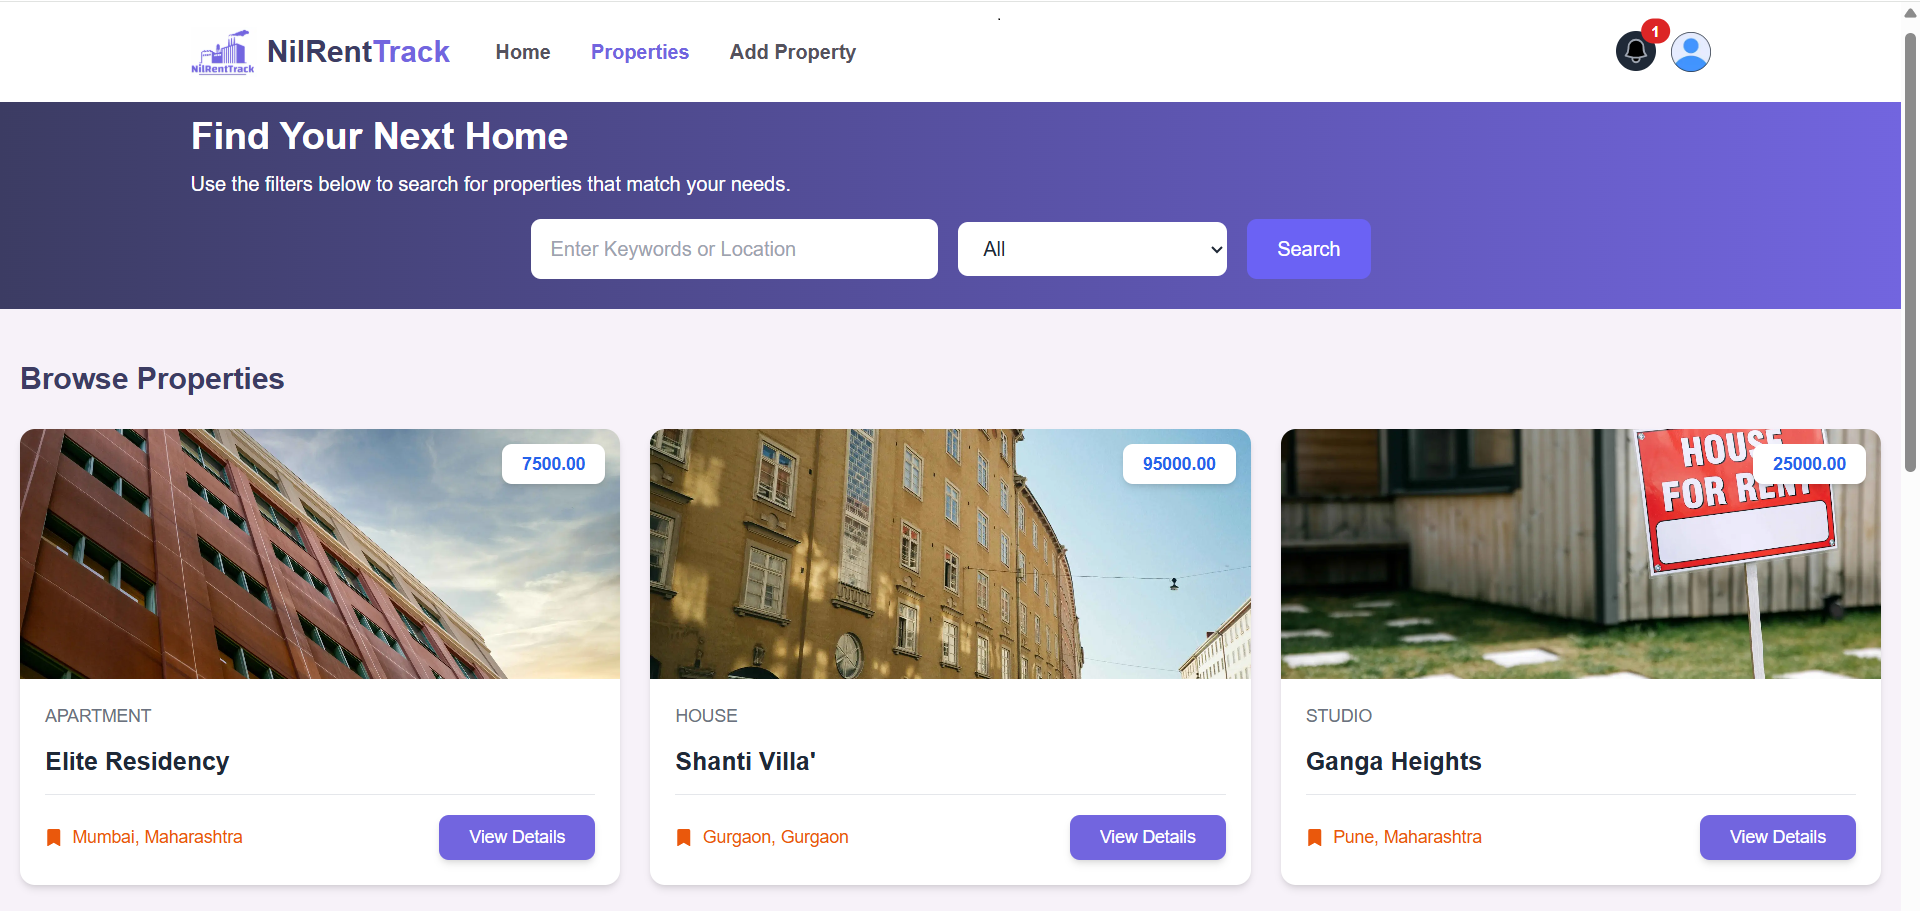 .
NilRentTrack
NilRentTrack
Home
Properties
Add Property
1
Find Your Next Home
Use the filters below to search for properties that match your needs.
Enter Keywords or Location
All
Search
Browse Properties
7500.00
APARTMENT
Elite Residency
Mumbai, Maharashtra
View Details
95000.00
HOUSE
Shanti Villa'
Gurgaon, Gurgaon
View Details
HOUSE
FOR RENT
25000.00
STUDIO
Ganga Heights
Pune, Maharashtra
View Details